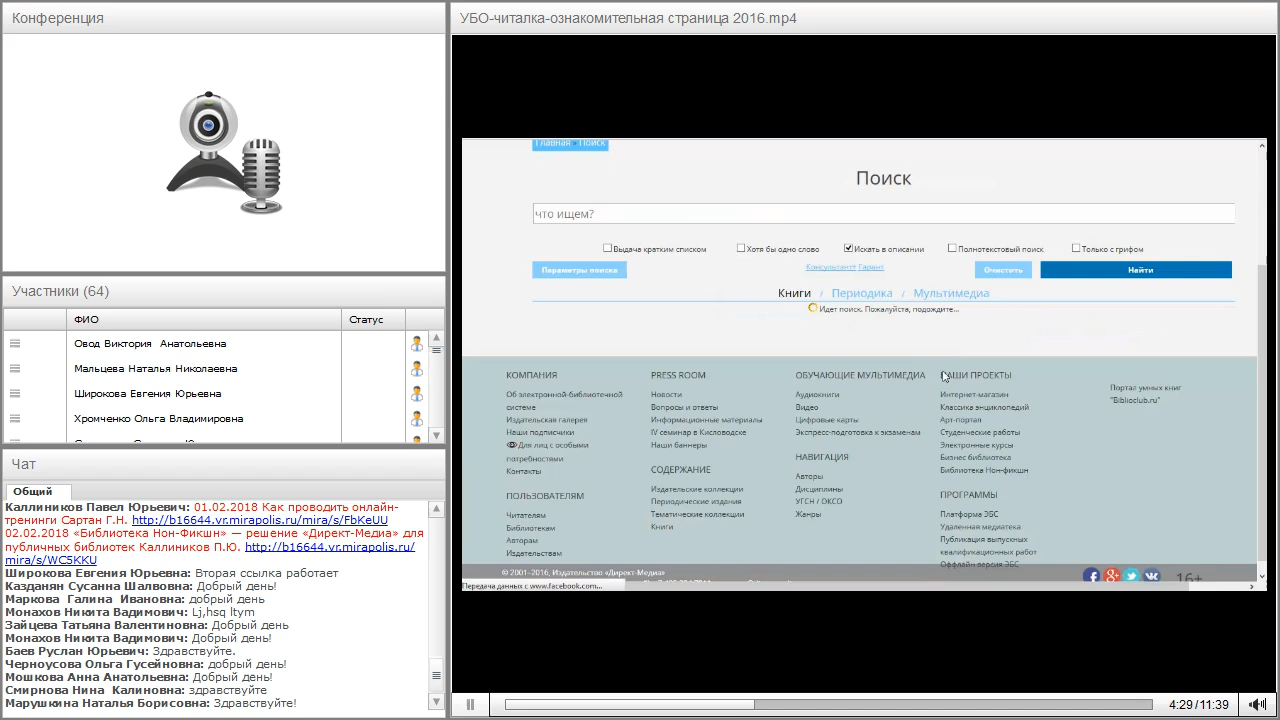 Конференция
Участники (64)
ФИО
Статус
Овод Виктория Анатольевна
Мальцева Наталья Николаевна
Широкова Евгения Юрьевна
Хромченко Ольга Владимировна
Чат
Общий
Каллиников Павел Юрьевич: 01.02.2018 Как проводить онлайн-
тренинги Сартан Г.Н. http://b16644.vr.mirapolis.ru/mira/s/FbKeUU
02.02.2018 «Библиотека Нон-Фикшн» — решение «Директ-Медиа» для
публичных библиотек Каллиников П.Ю. http://b16644.vr.mirapolis.ru/
mira/s/WC5KKU
Широкова Евгения Юрьевна: Вторая ссылка работает
Казданян Сусанна Шалвовна: Добрый день!
Маркова Галина Ивановна: добрый день
Монахов Никита Вадимович: Lj,hsq ltym
Зайцева Татьяна Валентиновна: Добрый день
Монахов Никита Вадимович: Добрый день!
Баев Руслан Юрьевич: Здравствуйте.
Черноусова Ольга Гусейновна: добрый день!
Мошкова Анна Анатольевна: Добрый день!
Смирнова Нина Калиновна: здравствуйте
Марушкина Наталья Борисовна: Здравствуйте!
УБО-читалка-ознакомительная страница 2016.mp4
Главная » Поиск
Поиск
что ищем?
Выдача кратким списком
Хотя бы одно слово
Искать в описании
Полнотекстовый поиск
Только с грифом
Параметры поиска
Консультант+ Гарант
Очистить
Найти
Книги / Периодика / Мультимедиа
Идет поиск. Пожалуйста, подождите...
КОМПАНИЯ
Об электронной-библиотечной
системе
Издательская галерея
Наши подписчики
Для лиц с особыми
потребностями
Контакты
ПОЛЬЗОВАТЕЛЯМ
Читателям
Библиотекам
Авторам
Издательствам
PRESS ROOM
Новости
Вопросы и ответы
Информационные материалы
IV семинар в Кисловодске
Наши баннеры
СОДЕРЖАНИЕ
Издательские коллекции
Периодические издания
Тематические коллекции
Книги
ОБУЧАЮЩИЕ МУЛЬТИМЕДИА
Аудиокниги
Видео
Цифровые карты
Экспресс-подготовка к экзаменам
НАВИГАЦИЯ
Авторы
Дисциплины
УГСН / ОКСО
Жанры
НАШИ ПРОЕКТЫ
Интернет-магазин
Классика энциклопедий
Арт-портал
Студенческие работы
Электронные курсы
Бизнес библиотека
Библиотека Нон-фикшн
ПРОГРАММЫ
Платформа ЭБС
Удаленная медиатека
Публикация выпускных
квалификационных работ
Оффлайн версия ЭБС
Портал умных книг
"Biblioclub.ru"
© 2001–2016, Издательство «Директ-Медиа»
16+
Передача данных с www.facebook.com...
4:29/11:39